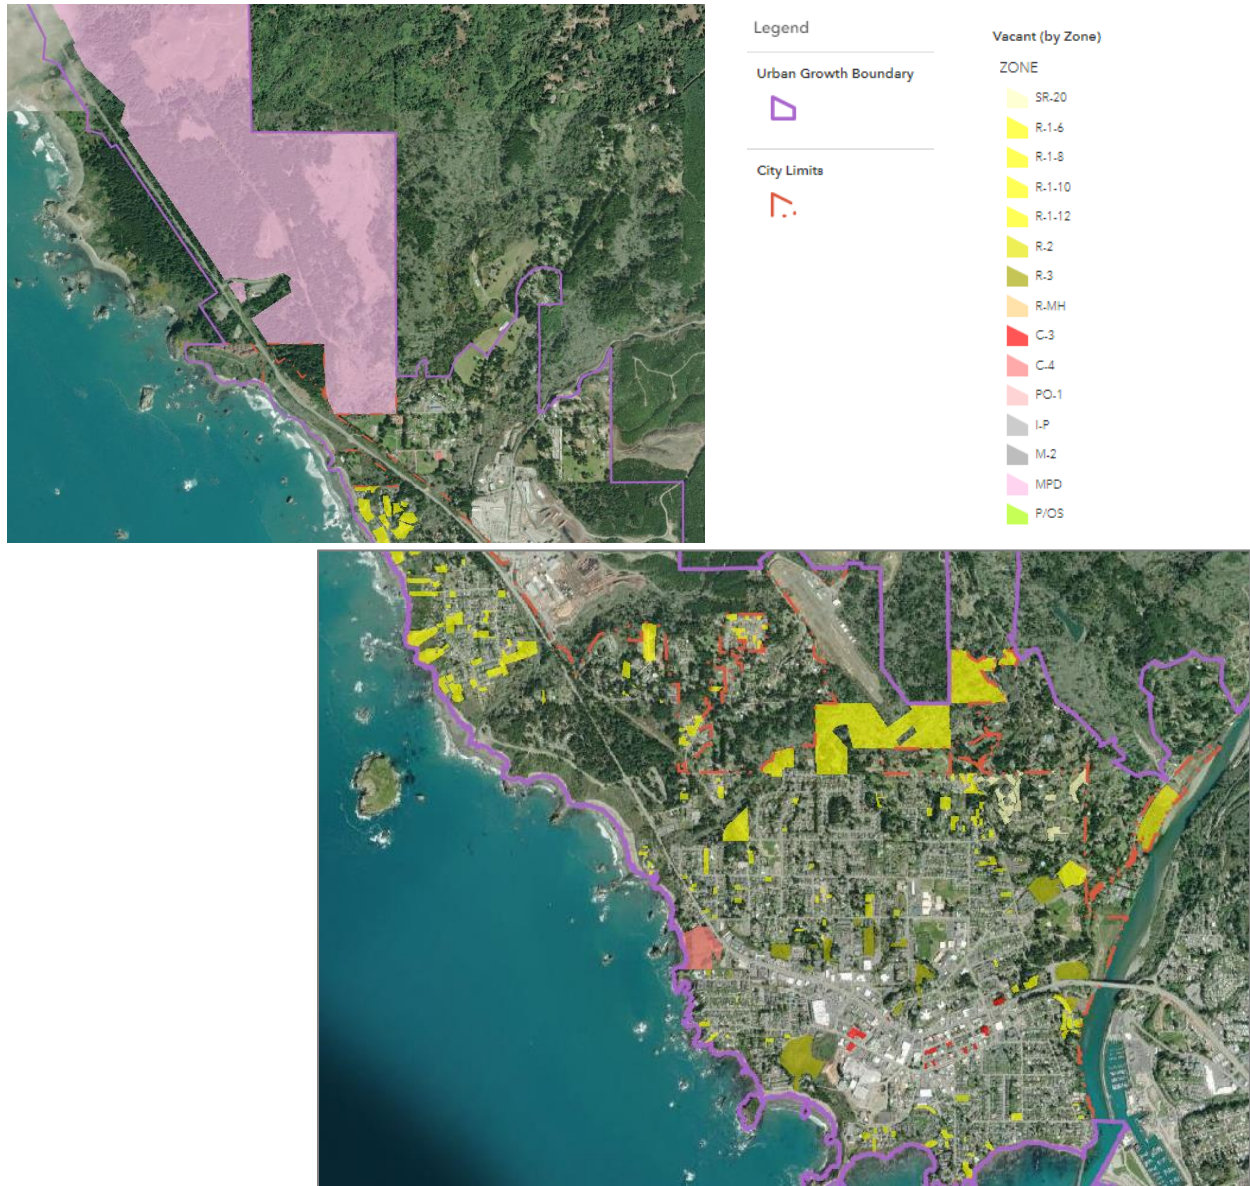 Legend
Urban Growth Boundary
City Limits
Vacant (by Zone)
ZONE
SR-20
R-1-6
R-1-8
R-1-10
R-1-12
R-2
R-3
R-MH
C-3
C-4
PO-1
I-P
M-2
MPD
P/OS